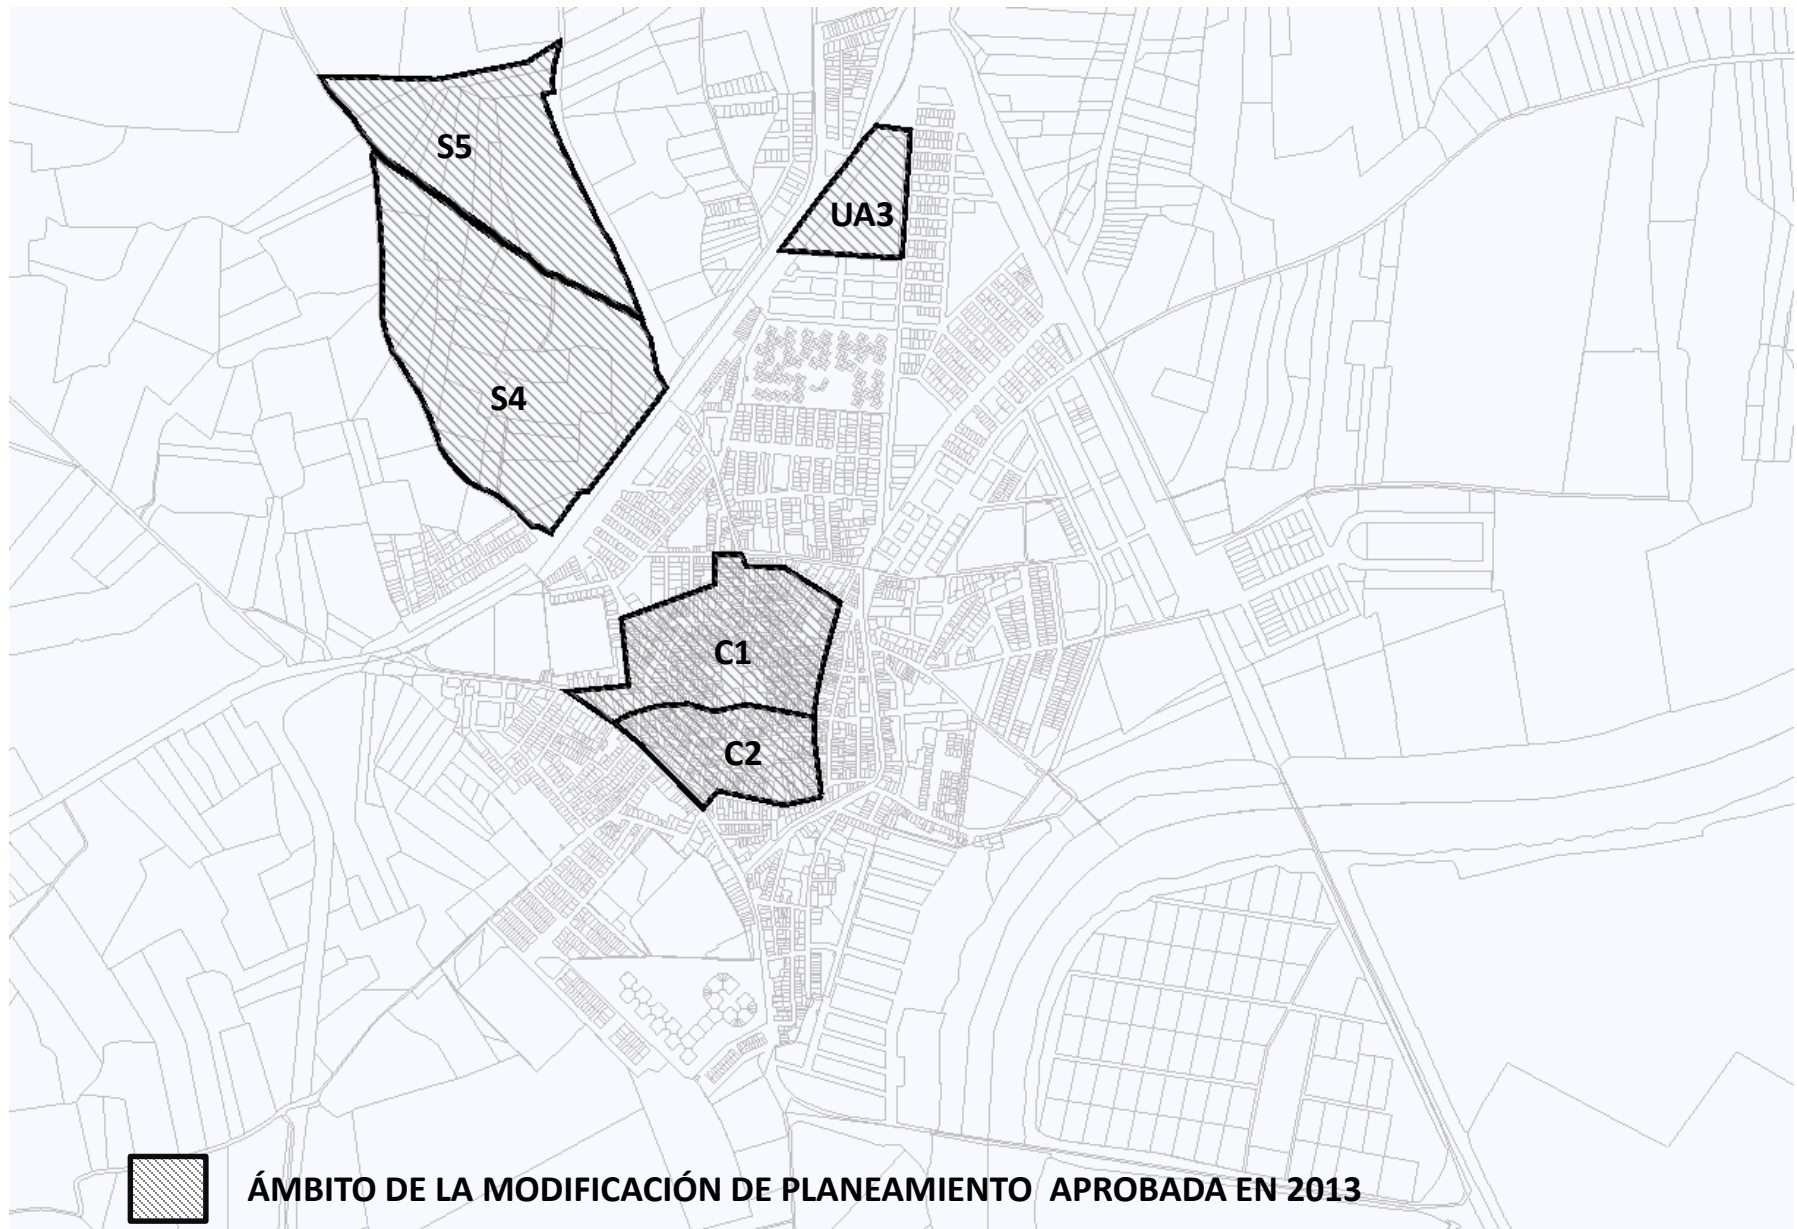 S5
UA3
S4
C1
C2
ÁMBITO DE LA MODIFICACIÓN DE PLANEAMIENTO APROBADA EN 2013